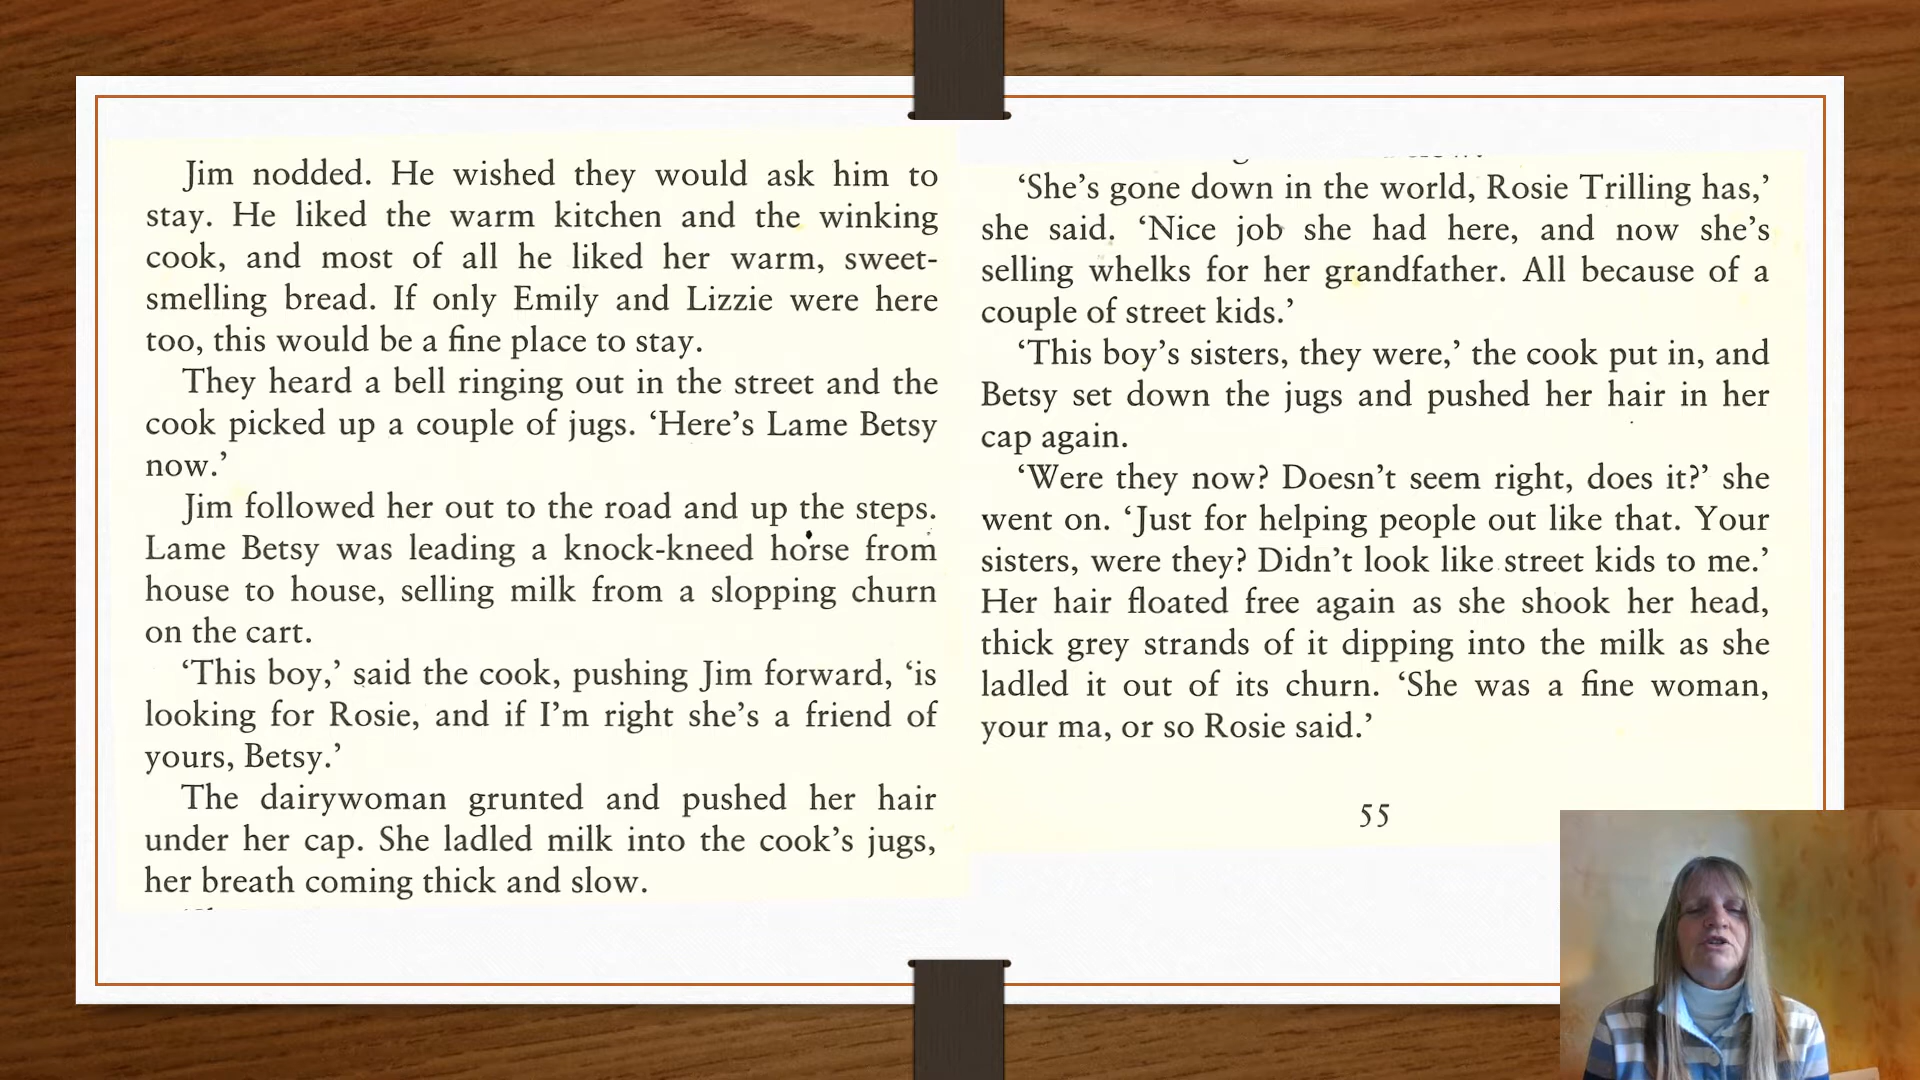 Jim nodded. He wished they would ask him to
stay. He liked the warm kitchen and the winking
cook, and most of all he liked her warm, sweet-
smelling bread. If only Emily and Lizzie were here
too, this would be a fine place to stay.
They heard a bell ringing out in the street and the
cook picked up a couple of jugs. ‘Here’s Lame Betsy
now.’
Jim followed her out to the road and up the steps.
Lame Betsy was leading a knock-kneed horse from
house to house, selling milk from a slopping churn
on the cart.
‘This boy,’ said the cook, pushing Jim forward, ‘is
looking for Rosie, and if I’m right she’s a friend of
yours, Betsy.’
The dairywoman grunted and pushed her hair
under her cap. She ladled milk into the cook’s jugs,
her breath coming thick and slow.
‘She’s gone down in the world, Rosie Trilling has,’
she said. ‘Nice job she had here, and now she’s
selling whelks for her grandfather. All because of a
couple of street kids.’
‘This boy’s sisters, they were,’ the cook put in, and
Betsy set down the jugs and pushed her hair in her
cap again.
‘Were they now? Doesn’t seem right, does it?’ she
went on. ‘Just for helping people out like that. Your
sisters, were they? Didn’t look like street kids to me.’
Her hair floated free again as she shook her head,
thick grey strands of it dipping into the milk as she
ladled it out of its churn. ‘She was a fine woman,
your ma, or so Rosie said.’
55